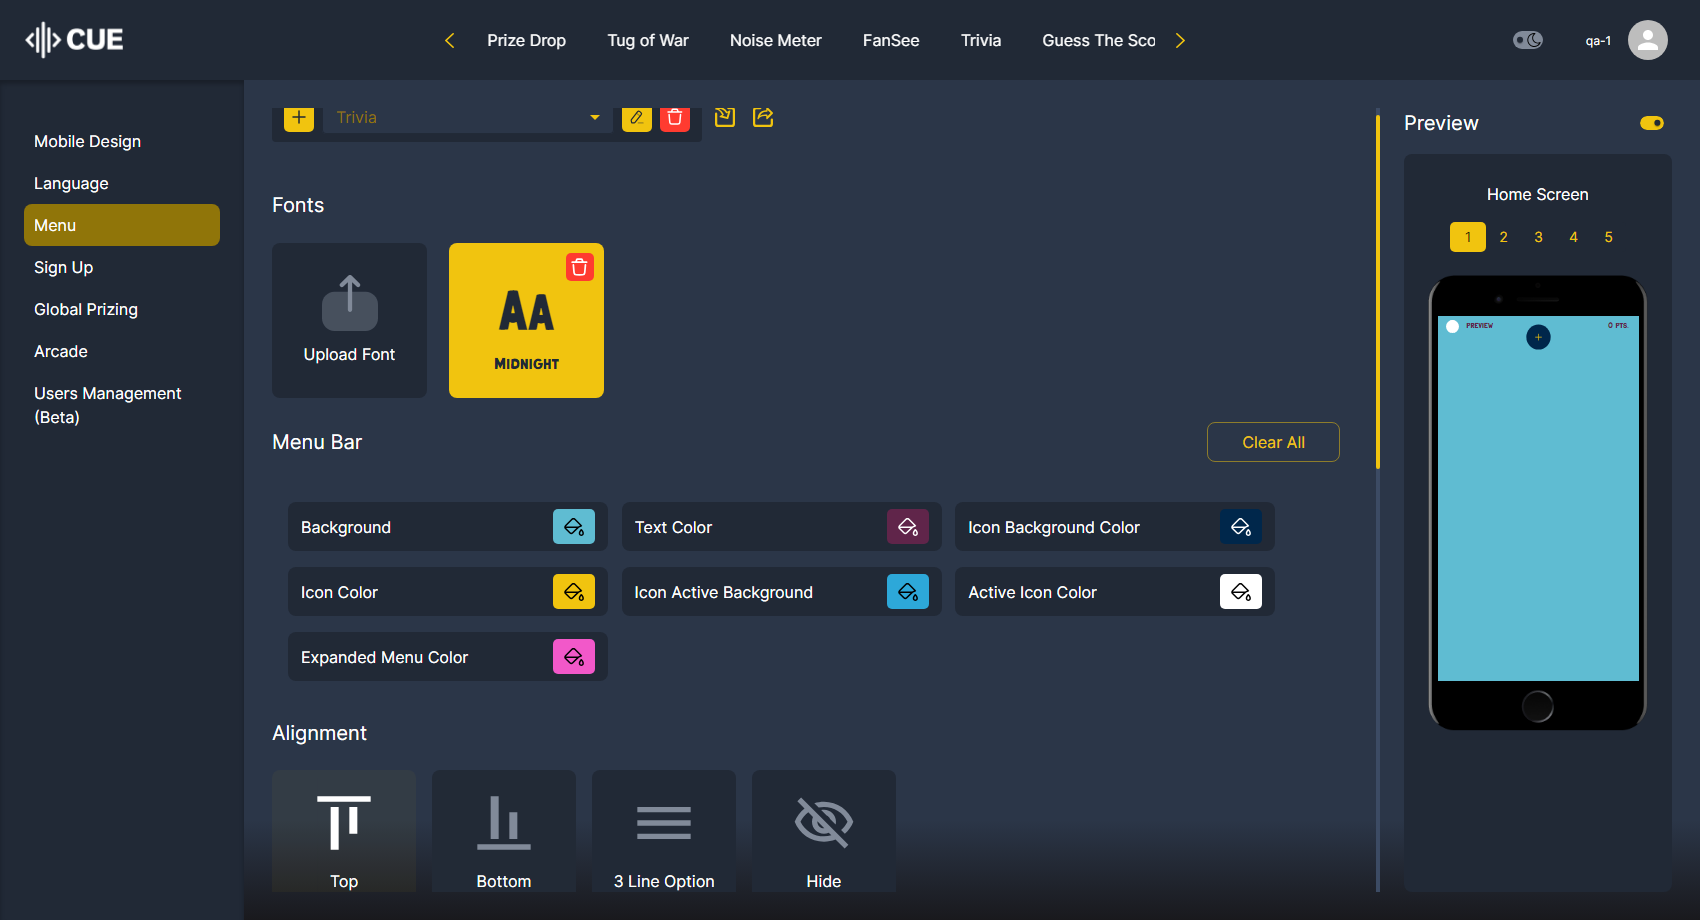 CUE
Prize Drop
Tug of War
Noise Meter
FanSee
Trivia
Guess The Sco
qa-1
Mobile Design
Language
Menu
Sign Up
Global Prizing
Arcade
Users Management
(Beta)
Trivia
Fonts
Upload Font
AA
MIDNIGHT
Menu Bar
Clear All
Background
Text Color
Icon Background Color
Icon Color
Icon Active Background
Active Icon Color
Expanded Menu Color
Alignment
Top
Bottom
3 Line Option
Hide
Preview
Home Screen
1 2 3 4 5
PREVIEW
0 PTS.